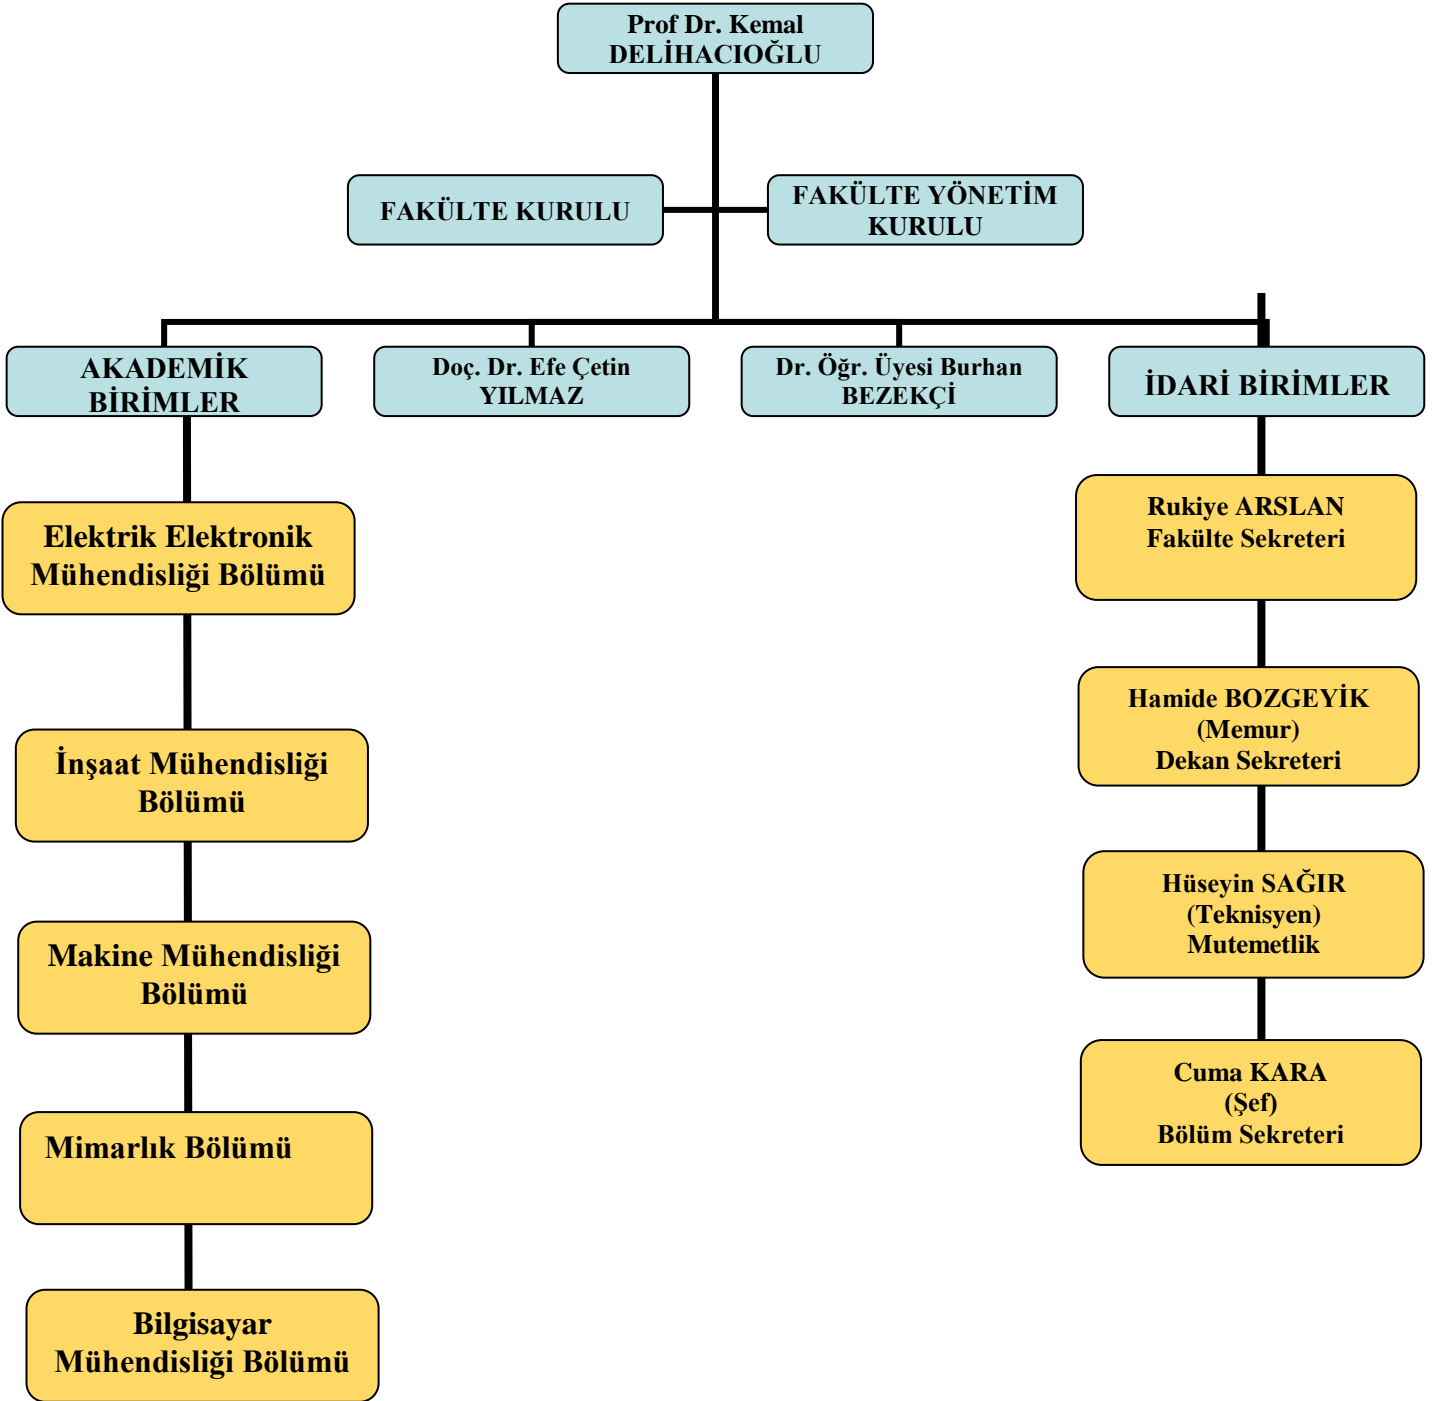 Prof Dr. Kemal
DELİHACIOĞLU
FAKÜLTE KURULU
FAKÜLTE YÖNETİM
KURULU
AKADEMİK
BİRİMLER
Doç. Dr. Efe Çetin
YILMAZ
Dr. Öğr. Üyesi Burhan
BEZEKÇİ
İDARİ BİRİMLER
Elektrik Elektronik
Mühendisliği Bölümü
İnşaat Mühendisliği
Bölümü
Makine Mühendisliği
Bölümü
Mimarlık Bölümü
Bilgisayar
Mühendisliği Bölümü
Rukiye ARSLAN
Fakülte Sekreteri
Hamide BOZGEYİK
(Memur)
Dekan Sekreteri
Hüseyin SAĞIR
(Teknisyen)
Mutemetlik
Cuma KARA
(Şef)
Bölüm Sekreteri